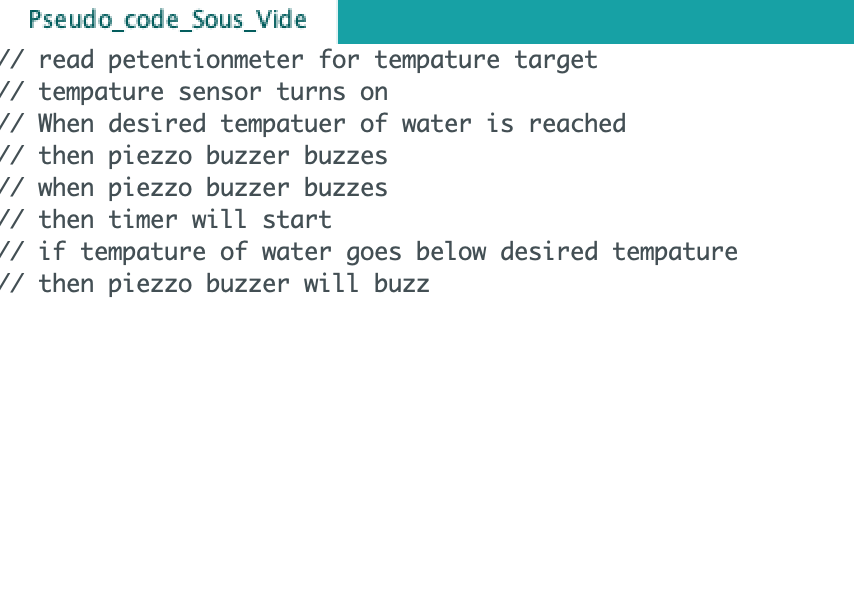 Pseudo_code_Sous_Vide
// read petentionmeter for tempature target
// tempature sensor turns on
// When desired tempatuer of water is reached
// then piezzo buzzer buzzes
// when piezzo buzzer buzzes
// then timer will start
// if tempature of water goes below desired tempature
// then piezzo buzzer will buzz